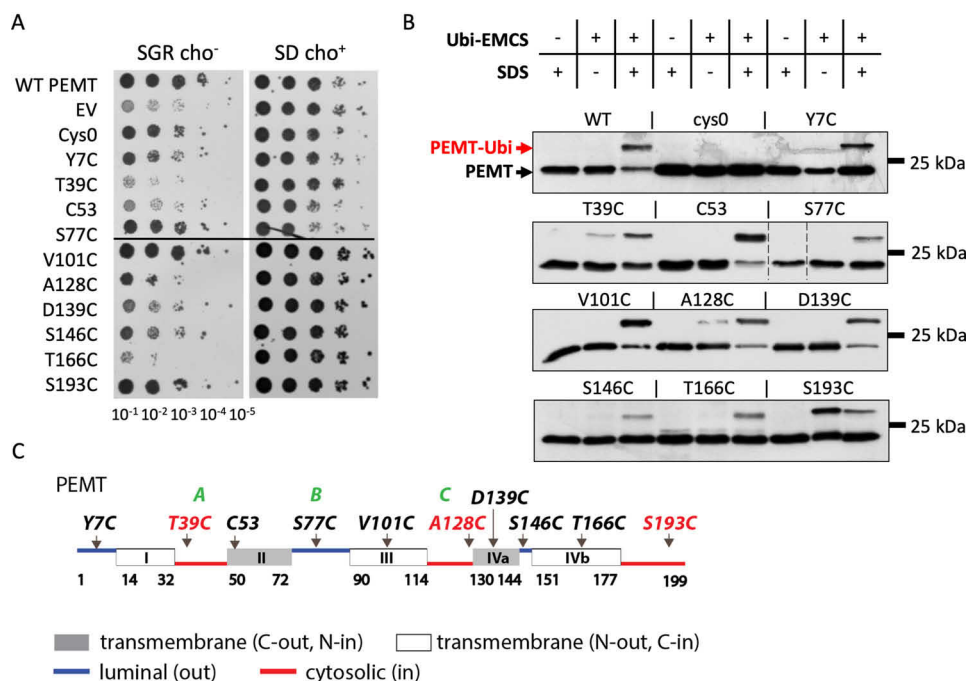 A
SGR cho- SD cho+
WT PEMT
EV
Cys0
Y7C
T39C
C53
S77C
V101C
A128C
D139C
S146C
T166C
S193C
10-1 10-2 10-3 10-4 10-5
B
Ubi-EMCS - + + - + + - + +
SDS + - + + - + + - +
WT | cys0 | Y7C
PEMT-Ubi
PEMT
25 kDa
T39C | C53 | S77C
25 kDa
V101C | A128C | D139C
25 kDa
S146C | T166C | S193C
25 kDa
C
PEMT
A B C
D139C
Y7C T39C C53 S77C V101C A128C S146C T166C S193C
I II III IVa IVb
1 14 32 50 72 90 114 130 144 151 177 199
transmembrane (C-out, N-in) transmembrane (N-out, C-in)
luminal (out) cytosolic (in)